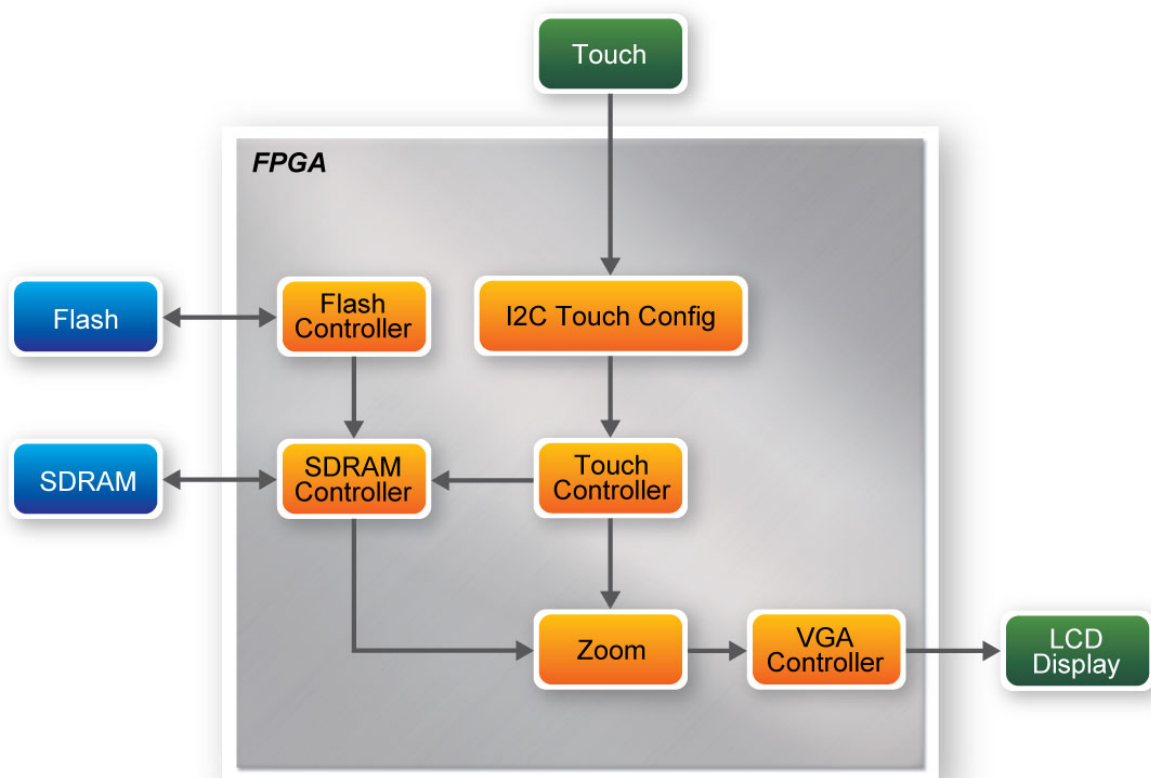 Touch
FPGA
Flash
Flash
Controller
I2C Touch Config
SDRAM
SDRAM
Controller
Touch
Controller
Zoom
VGA
Controller
LCD
Display